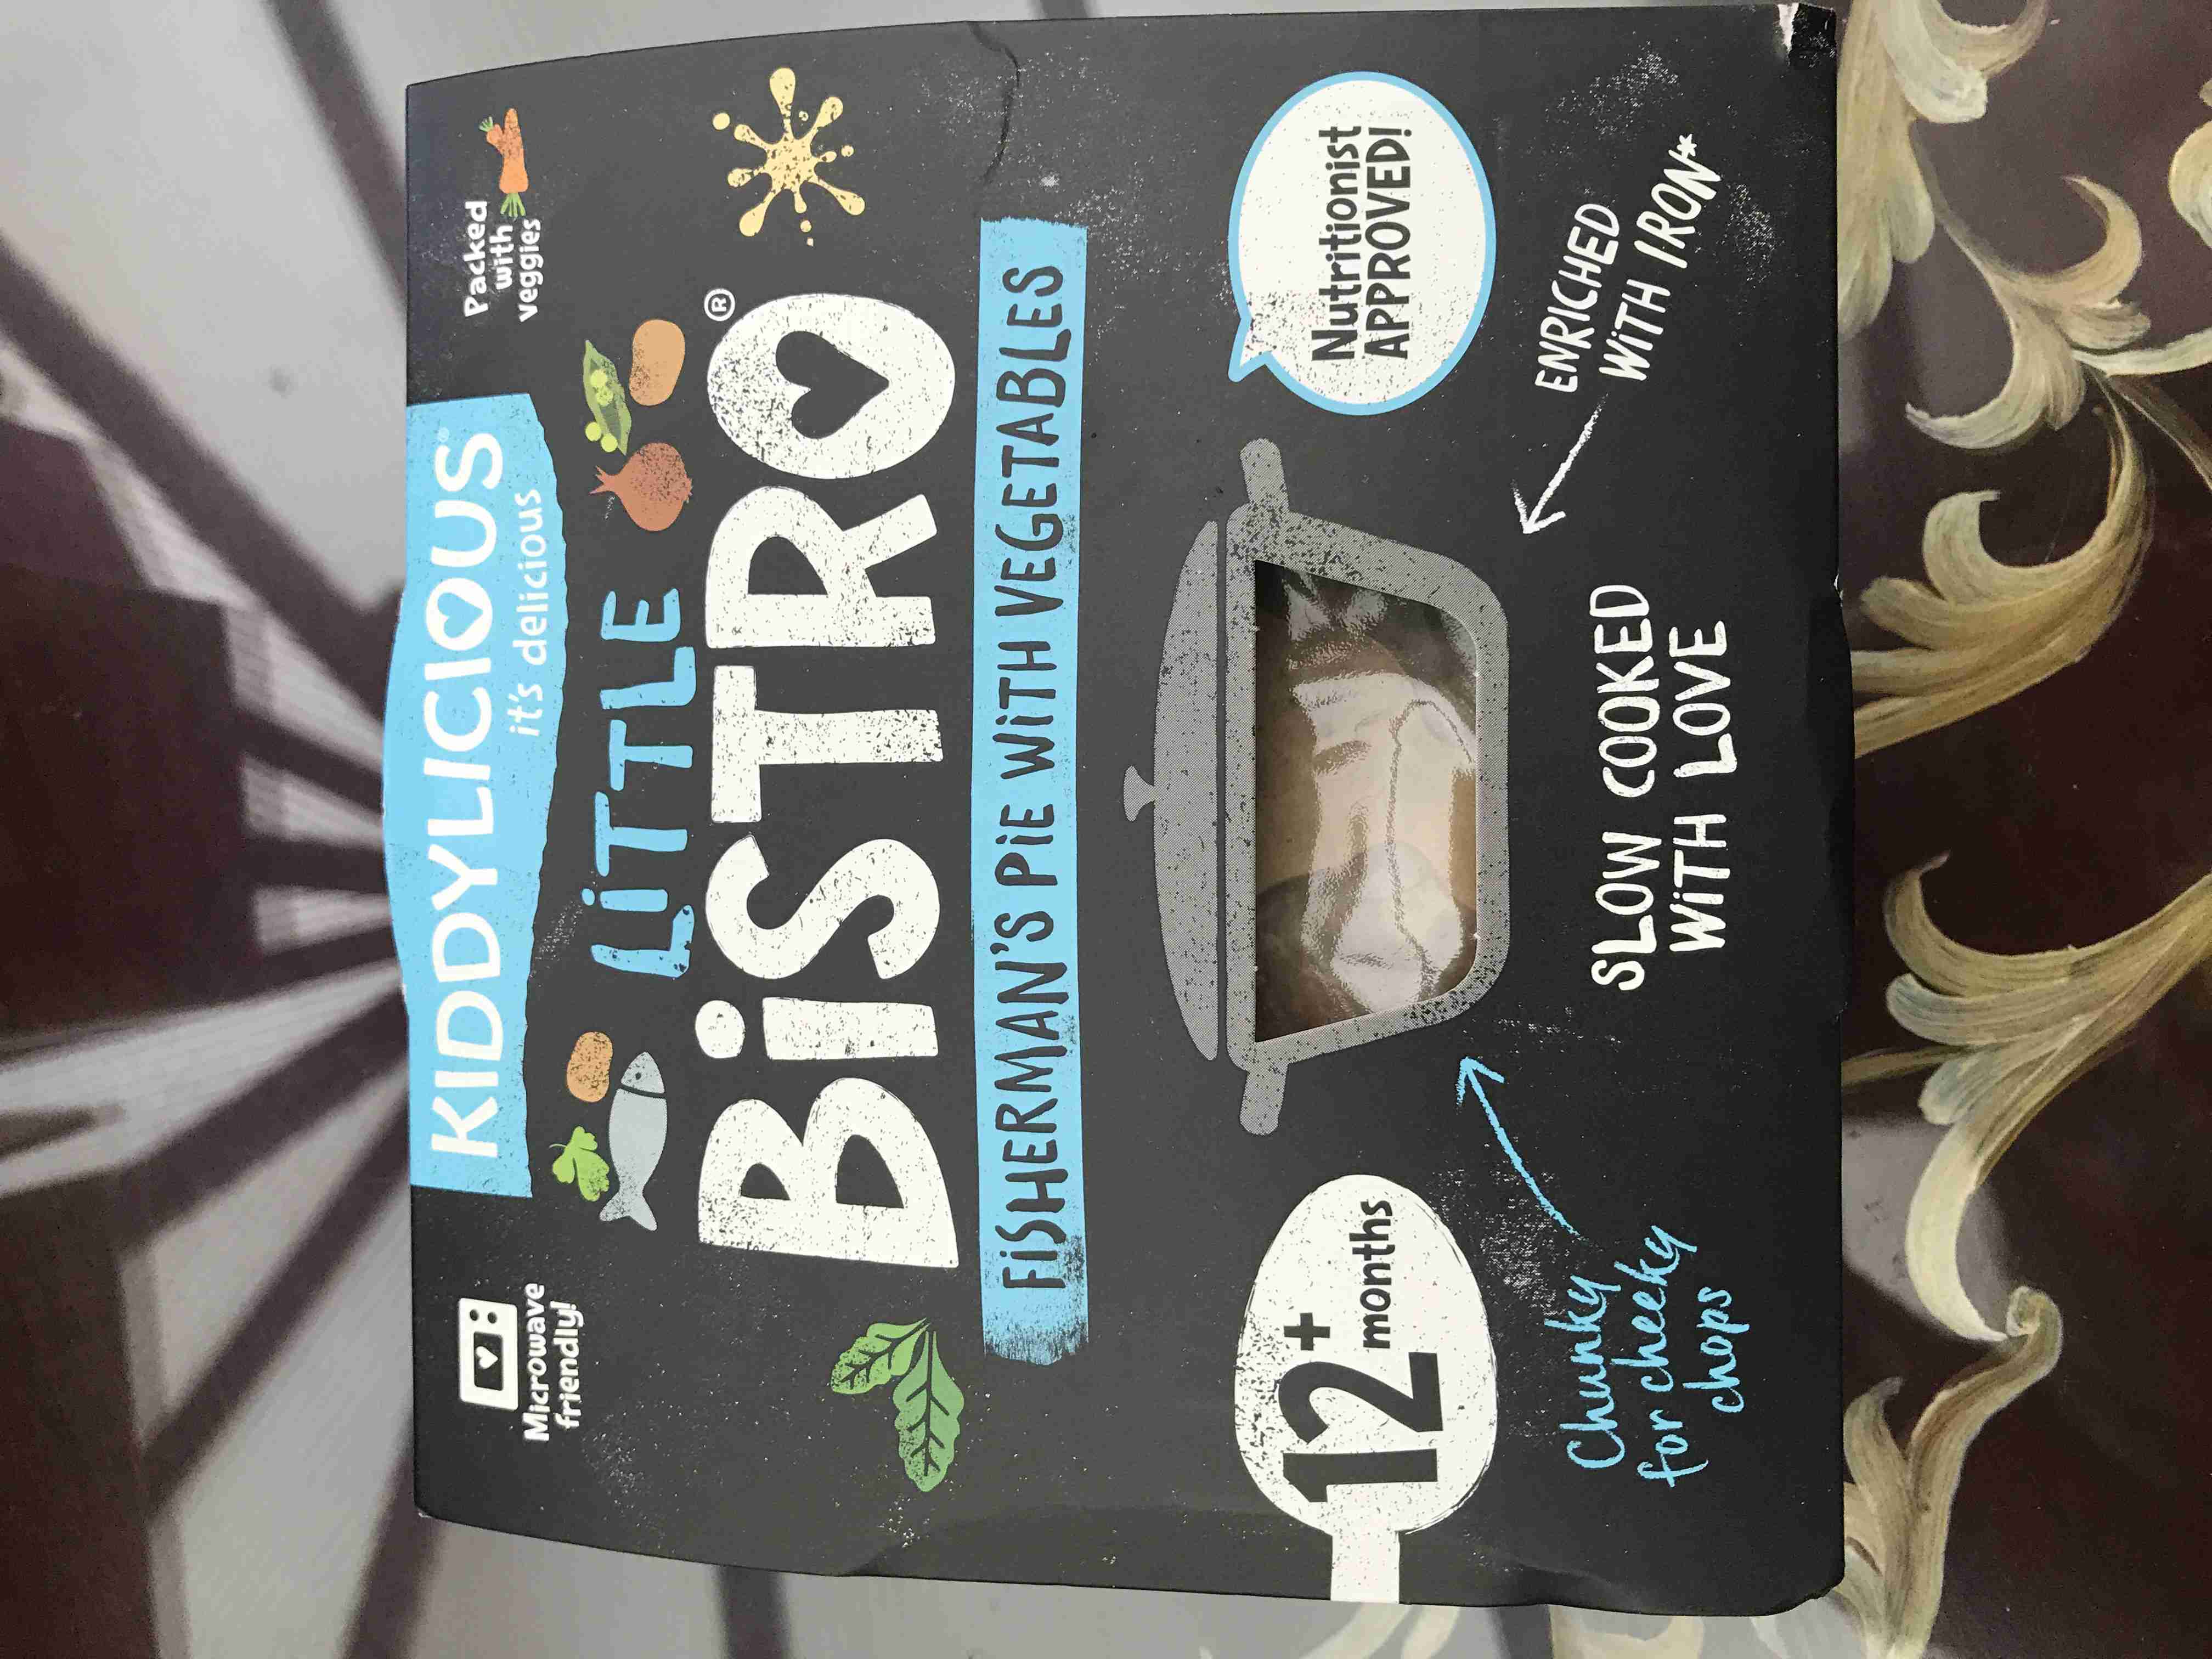 Microwave
friendly!
KIDDYLICIOUS®
it's delicious
Packed
with
veggies
LiTTLE
BiSTRO®
FiSHERMAN'S PiE WiTH VEGETABLES
12+
months
Nutritionist
APPROVED!
Chunky
for cheeky
chops
SLOW COOKED
WiTH LOVE
ENRiCHED
WiTH IRON*